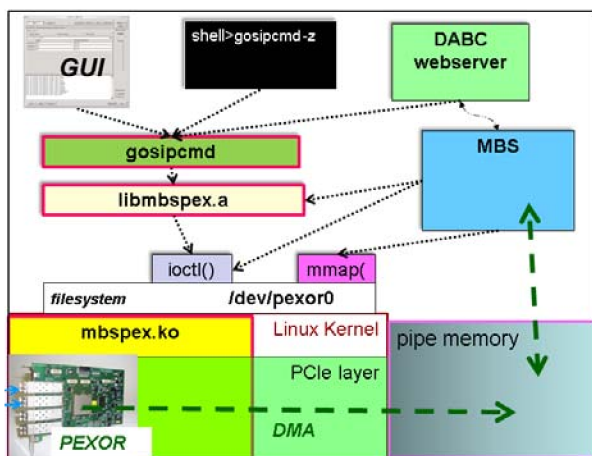 GUI
shell>gosipcmd-z
DABC
webserver
gosipcmd
MBS
libmbspex.a
ioctl()
mmap(
filesystem
/dev/pexor0
mbspex.ko
Linux Kernel
pipe memory
PCIe layer
PEXOR
DMA